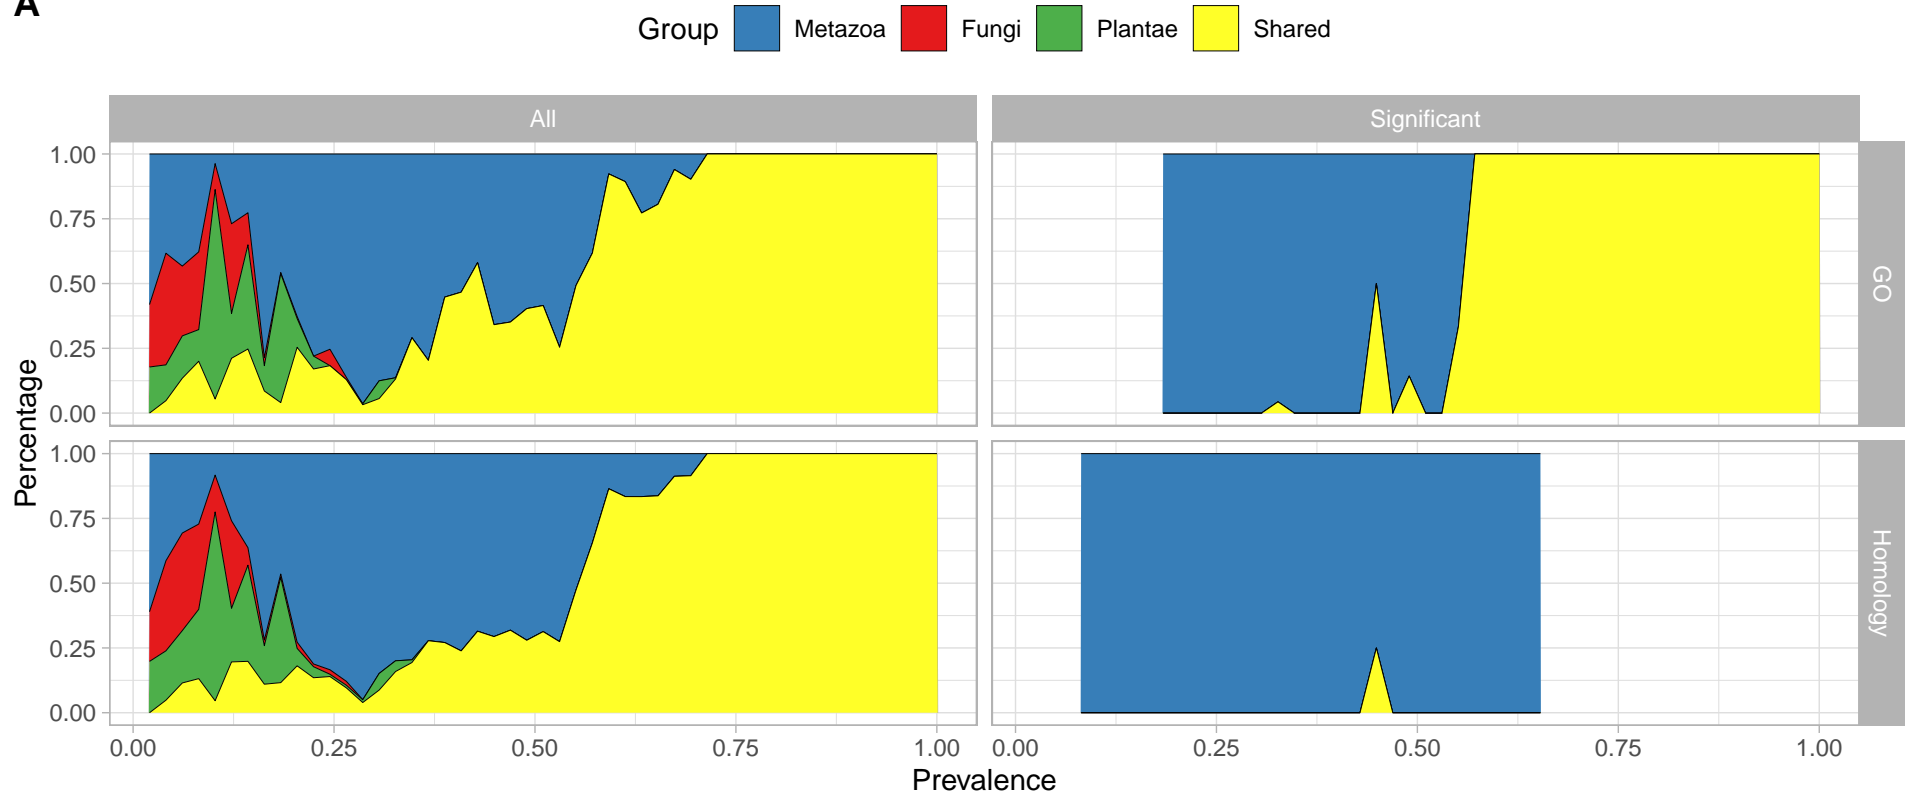 A
Group Metazoa Fungi Plantae Shared
All Significant
Percentage
1.00
0.75
0.50
0.25
0.00
GO
1.00
0.75
0.50
0.25
0.00
Homology
0.00 0.25 0.50 0.75 1.00 0.00 0.25 0.50 0.75 1.00
Prevalence